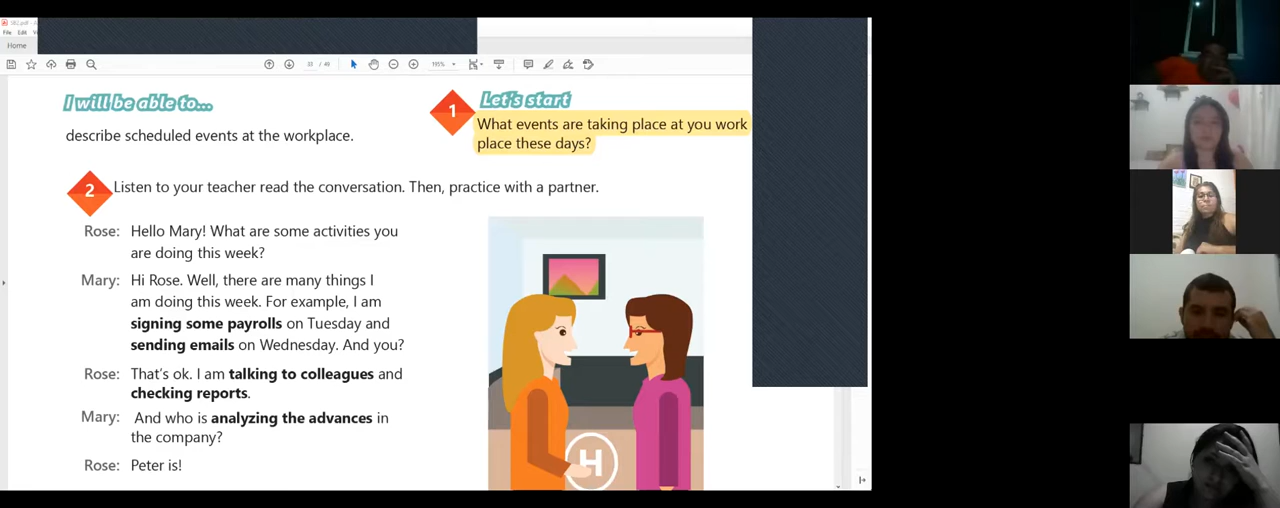 File Edit
Home
33 / 49
195%
I will be able to...
describe scheduled events at the workplace.
1
Let's start
What events are taking place at you work
place these days?
2
Listen to your teacher read the conversation. Then, practice with a partner.
Rose: Hello Mary! What are some activities you
are doing this week?
Mary: Hi Rose. Well, there are many things I
am doing this week. For example, I am
signing some payrolls on Tuesday and
sending emails on Wednesday. And you?
Rose: That's ok. I am talking to colleagues and
checking reports.
Mary: And who is analyzing the advances in
the company?
Rose: Peter is!
H